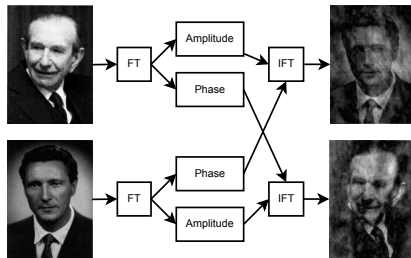 Amplitude
FT
IFT
Phase
Phase
FT
IFT
Amplitude